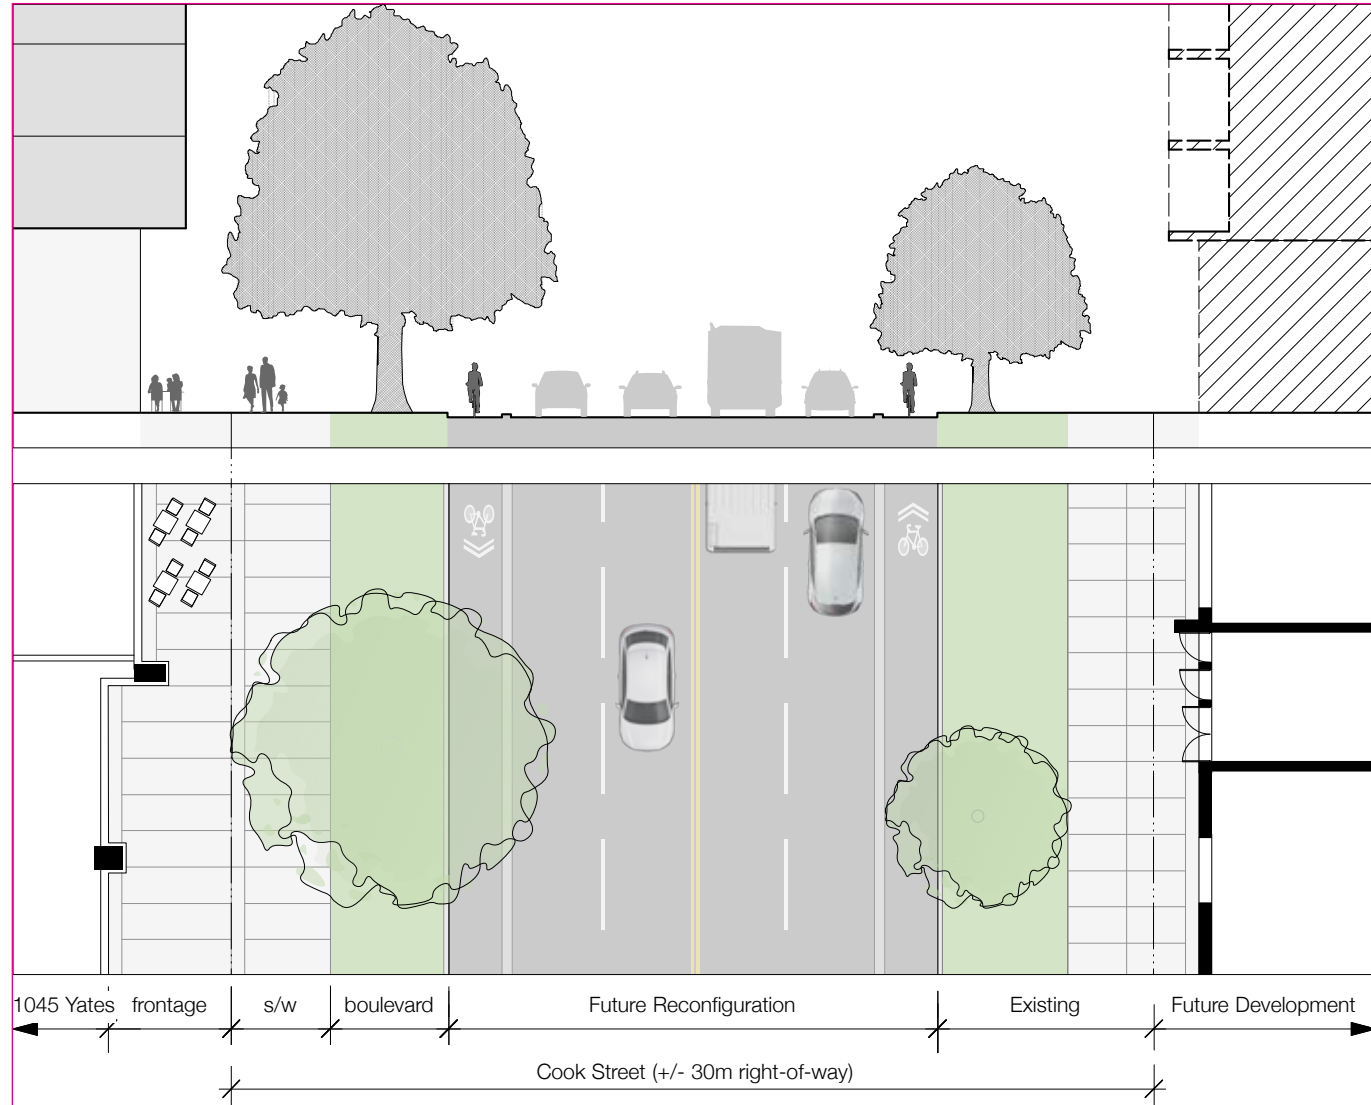 1045 Yates frontage s/w boulevard Future Reconfiguration Existing Future Development
Cook Street (+/- 30m right-of-way)